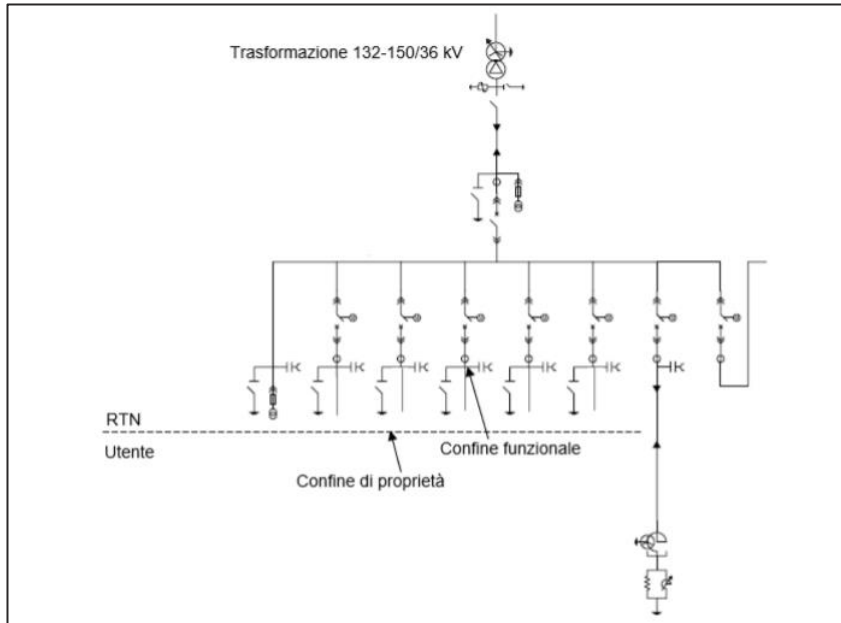 Trasformazione 132-150/36 kV
RTN
Utente
Confine funzionale
Confine di proprietà